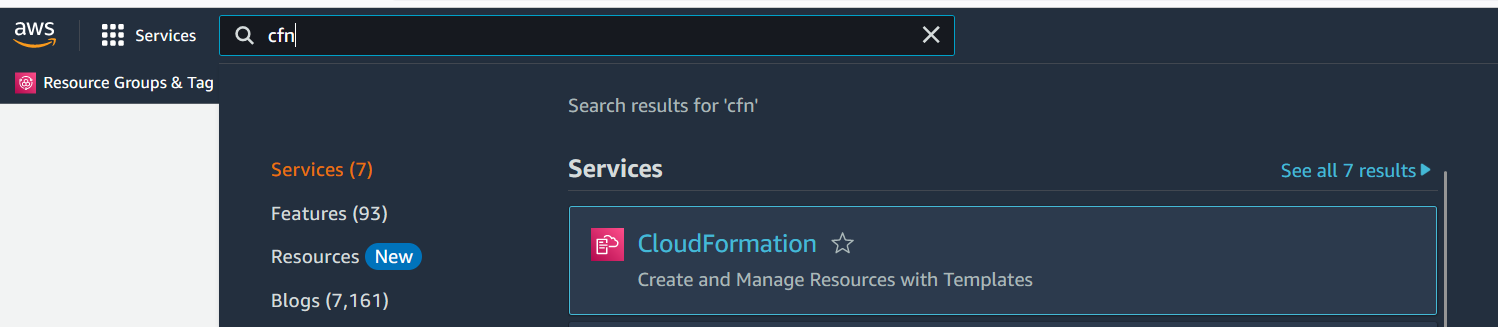 aws
Services
cfn
Resource Groups & Tag
Search results for 'cfn'
Services (7)
Features (93)
Resources New
Blogs (7,161)
Services
See all 7 results
CloudFormation
Create and Manage Resources with Templates